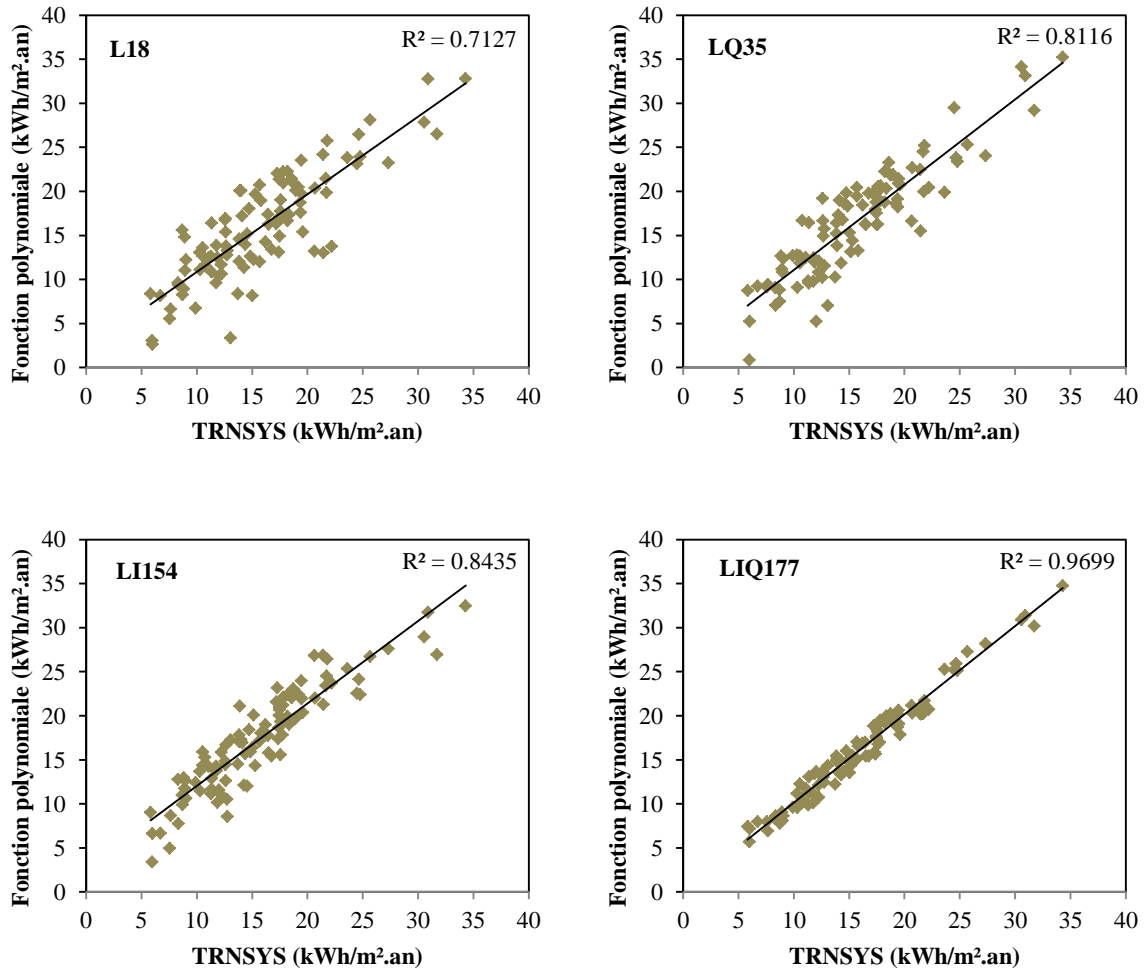 L18
R² = 0.7127
40
35
30
25
20
15
10
5
0
Fonction polynomiale (kWh/m².an)
0 5 10 15 20 25 30 35 40
TRNSYS (kWh/m².an)
LQ35
R² = 0.8116
40
35
30
25
20
15
10
5
0
Fonction polynomiale (kWh/m².an)
0 5 10 15 20 25 30 35 40
TRNSYS (kWh/m².an)
LI154
R² = 0.8435
40
35
30
25
20
15
10
5
0
Fonction polynomiale (kWh/m².an)
0 5 10 15 20 25 30 35 40
TRNSYS (kWh/m².an)
LIQ177
R² = 0.9699
40
35
30
25
20
15
10
5
0
Fonction polynomiale (kWh/m².an)
0 5 10 15 20 25 30 35 40
TRNSYS (kWh/m².an)